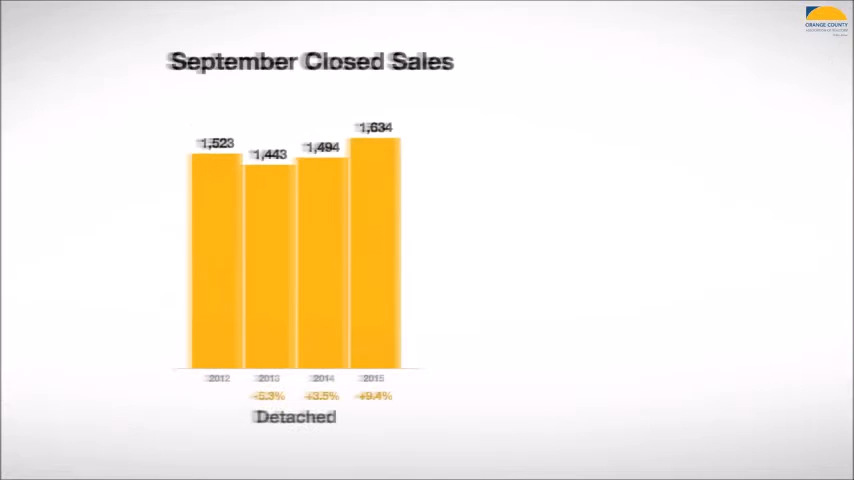 ORANGE COUNTY
September Closed Sales
1,523
1,443
1,494
1,634
2012 2013 2014 2015
-5.3% +3.5% +9.4%
Detached